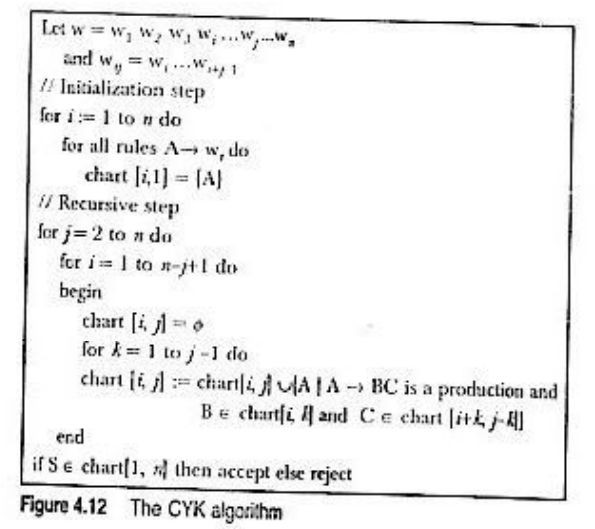 Let w = w₁ w₂ w₃ wᵢ ... wⱼ ... wₙ
and wᵢⱼ = wᵢ ... wᵢ₊ⱼ₋₁
// Initialization step
for i := 1 to n do
for all rules A → wᵢ do
chart [i,1] = {A}
// Recursive step
for j = 2 to n do
for i = 1 to n-j+1 do
begin
chart [i, j] = ϕ
for k = 1 to j -1 do
chart [i, j] := chart[i, j] ∪{A | A → BC is a production and
B ∈ chart[i, k] and C ∈ chart [i+k, j-k]}
end
if S ∈ chart[1, n] then accept else reject
Figure 4.12 The CYK algorithm